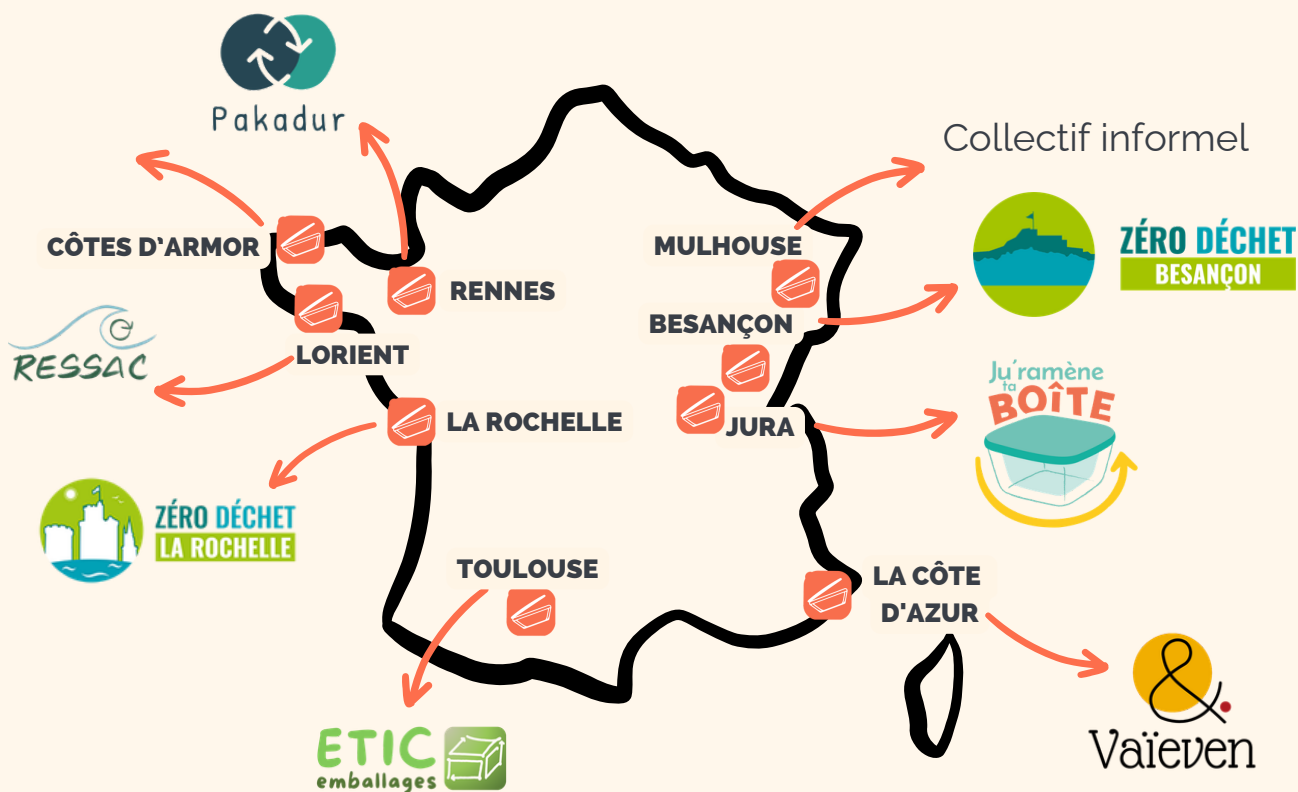 Pakadur
Collectif informel
CÔTES D'ARMOR
MULHOUSE
ZÉRO DÉCHET
BESANÇON
RENNES
BESANÇON
RESSAC
LORIENT
Ju'ramène
ta
BOÎTE
LA ROCHELLE
JURA
ZÉRO DÉCHET
LA ROCHELLE
TOULOUSE
LA CÔTE
D'AZUR
ETIC
emballages
&
Vaïeven